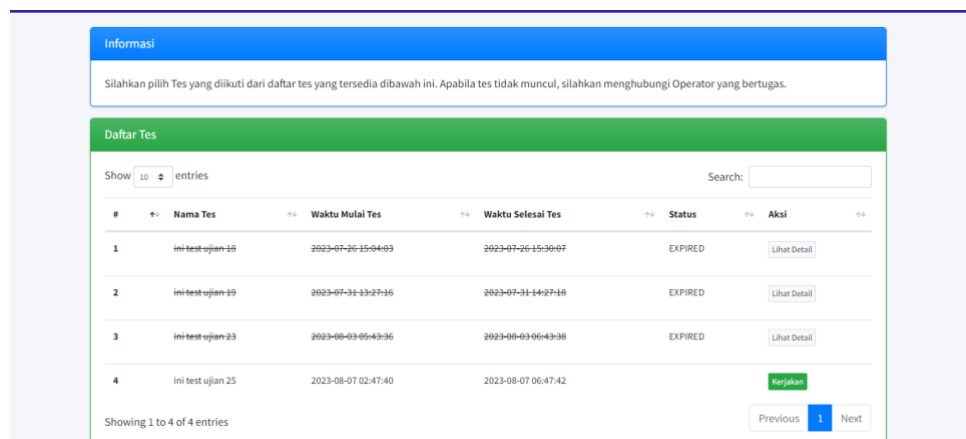 Informasi
Silahkan pilih Tes yang diikuti dari daftar tes yang tersedia dibawah ini. Apabila tes tidak muncul, silahkan menghubungi Operator yang bertugas.
Daftar Tes
Show 10 entries Search:
# Nama Tes Waktu Mulai Tes Waktu Selesai Tes Status Aksi
1 ini test ujian 18 2023-07-26 15:04:03 2023-07-26 15:30:07 EXPIRED Lihat Detail
2 ini test ujian 19 2023-07-31 13:27:16 2023-07-31 14:27:18 EXPIRED Lihat Detail
3 ini test ujian 23 2023-08-03 05:43:36 2023-08-03 06:43:38 EXPIRED Lihat Detail
4 ini test ujian 25 2023-08-07 02:47:40 2023-08-07 06:47:42 Kerjakan
Showing 1 to 4 of 4 entries Previous 1 Next